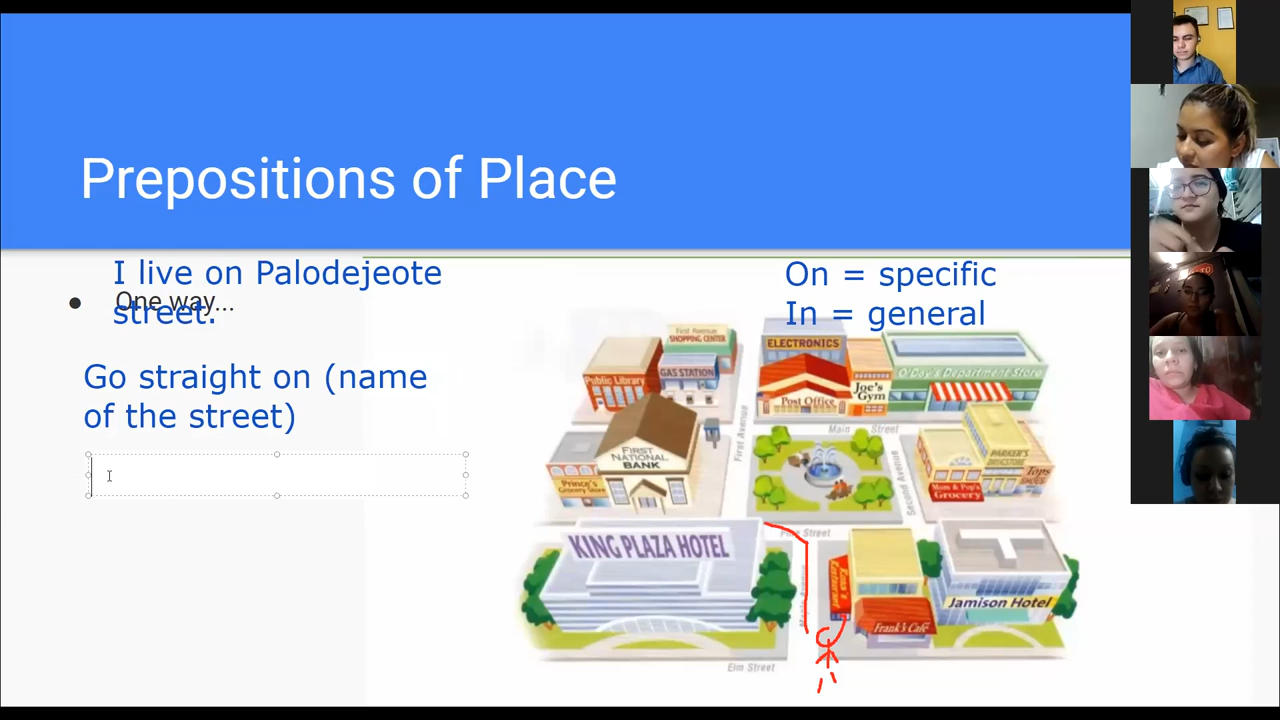 Prepositions of Place
I live on Palodejeote
street.
One way...
Go straight on (name
of the street)
On = specific
In = general
First Avenue
SHOPPING CENTER
GAS STATION
Public Library
ELECTRONICS
Post Office
Joe's
Gym
O'Day's Department Store
Main Street
First Avenue
FIRST
NATIONAL
BANK
Prince's
Grocery Store
Second Avenue
PARKER'S
DRUGSTORE
Tops
SHOES
Mom & Pop's
Grocery
Street
KING PLAZA HOTEL
Restaurant
Frank's Café
Jamison Hotel
Elm Street